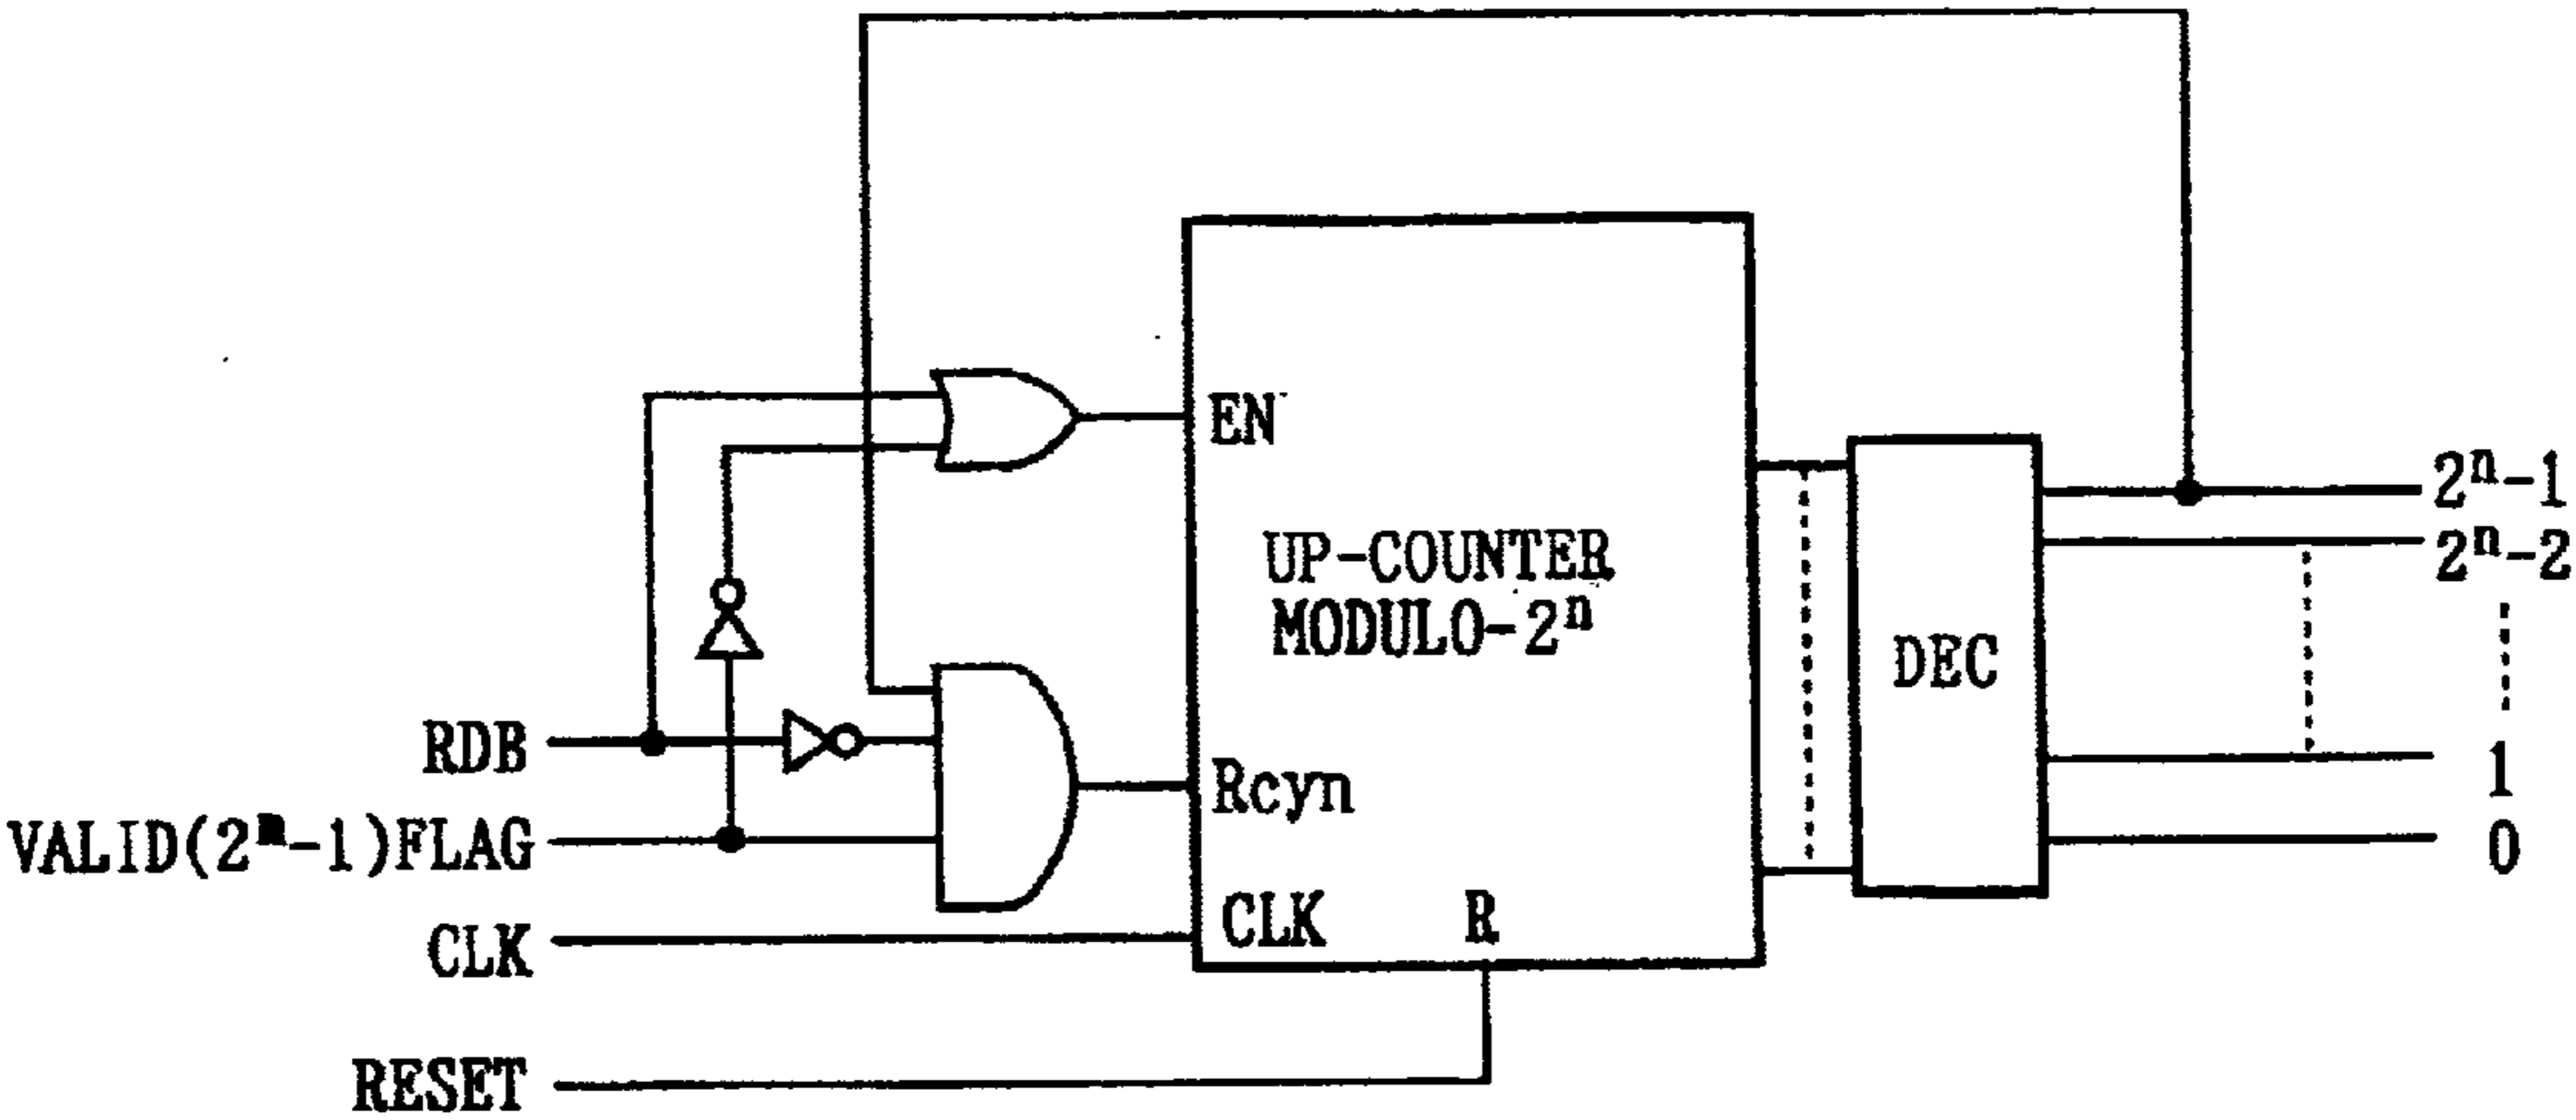 EN
UP-COUNTER
MODULO-2ⁿ
Rcyn
CLK R
DEC
RDB
VALID(2ᵐ-1)FLAG
CLK
RESET
2ⁿ-1
2ⁿ-2
1
0